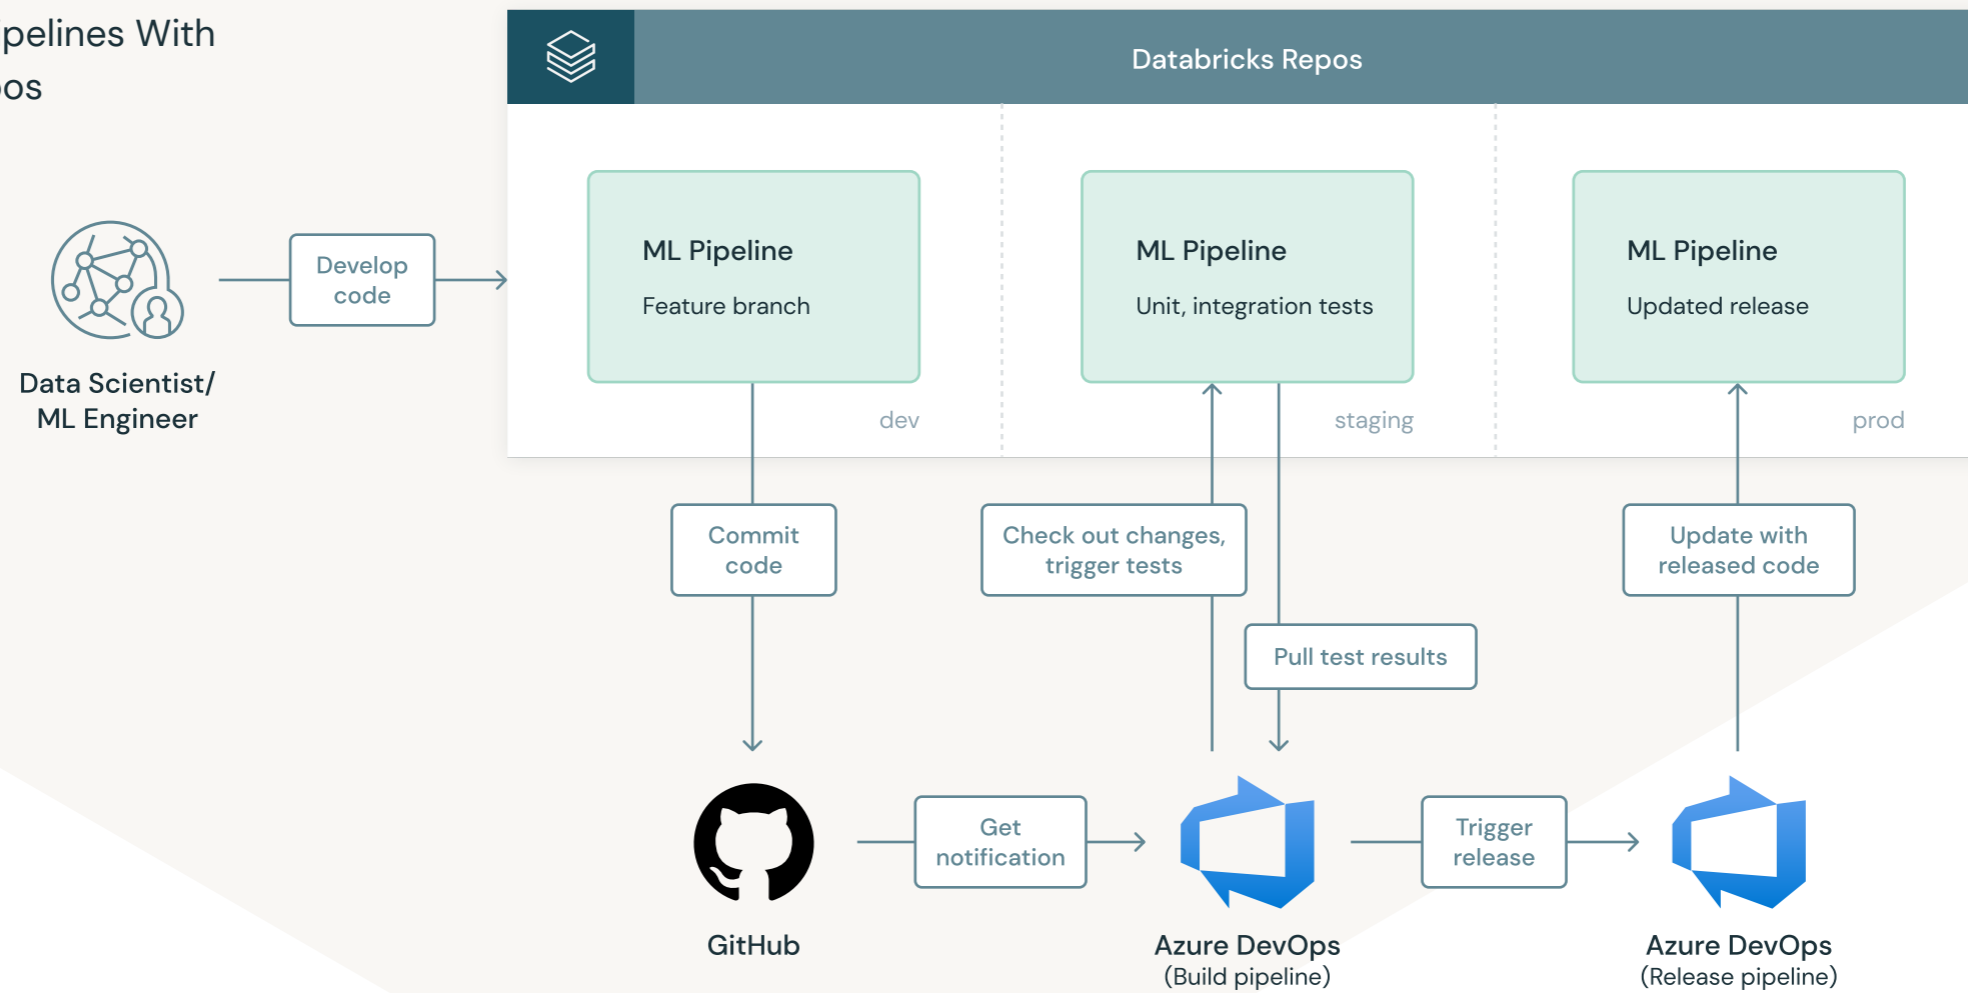 pelines With
os
Databricks Repos
ML Pipeline
Feature branch
dev
ML Pipeline
Unit, integration tests
staging
ML Pipeline
Updated release
prod
Develop
code
Data Scientist/
ML Engineer
Commit
code
Check out changes,
trigger tests
Pull test results
Update with
released code
Get
notification
Trigger
release
GitHub
Azure DevOps
(Build pipeline)
Azure DevOps
(Release pipeline)